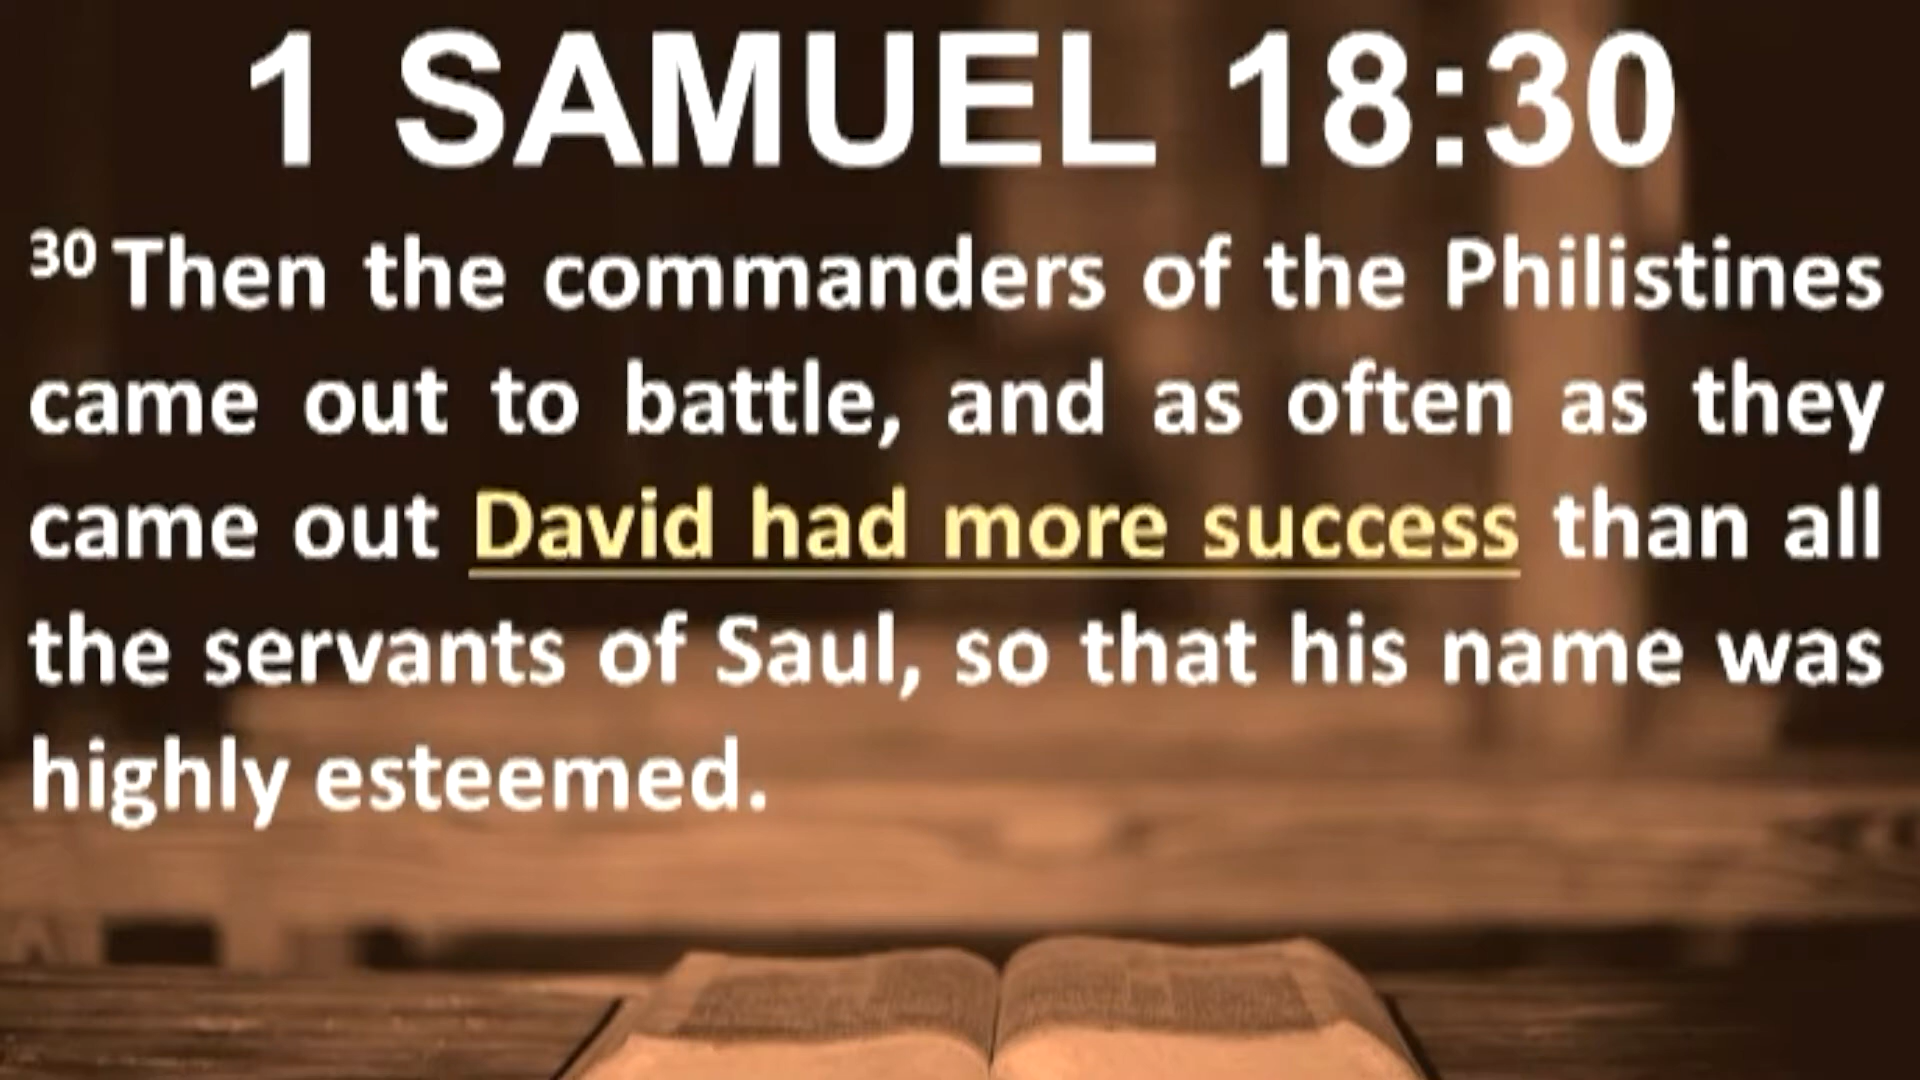 1 SAMUEL 18:30
30 Then the commanders of the Philistines
came out to battle, and as often as they
came out David had more success than all
the servants of Saul, so that his name was
highly esteemed.